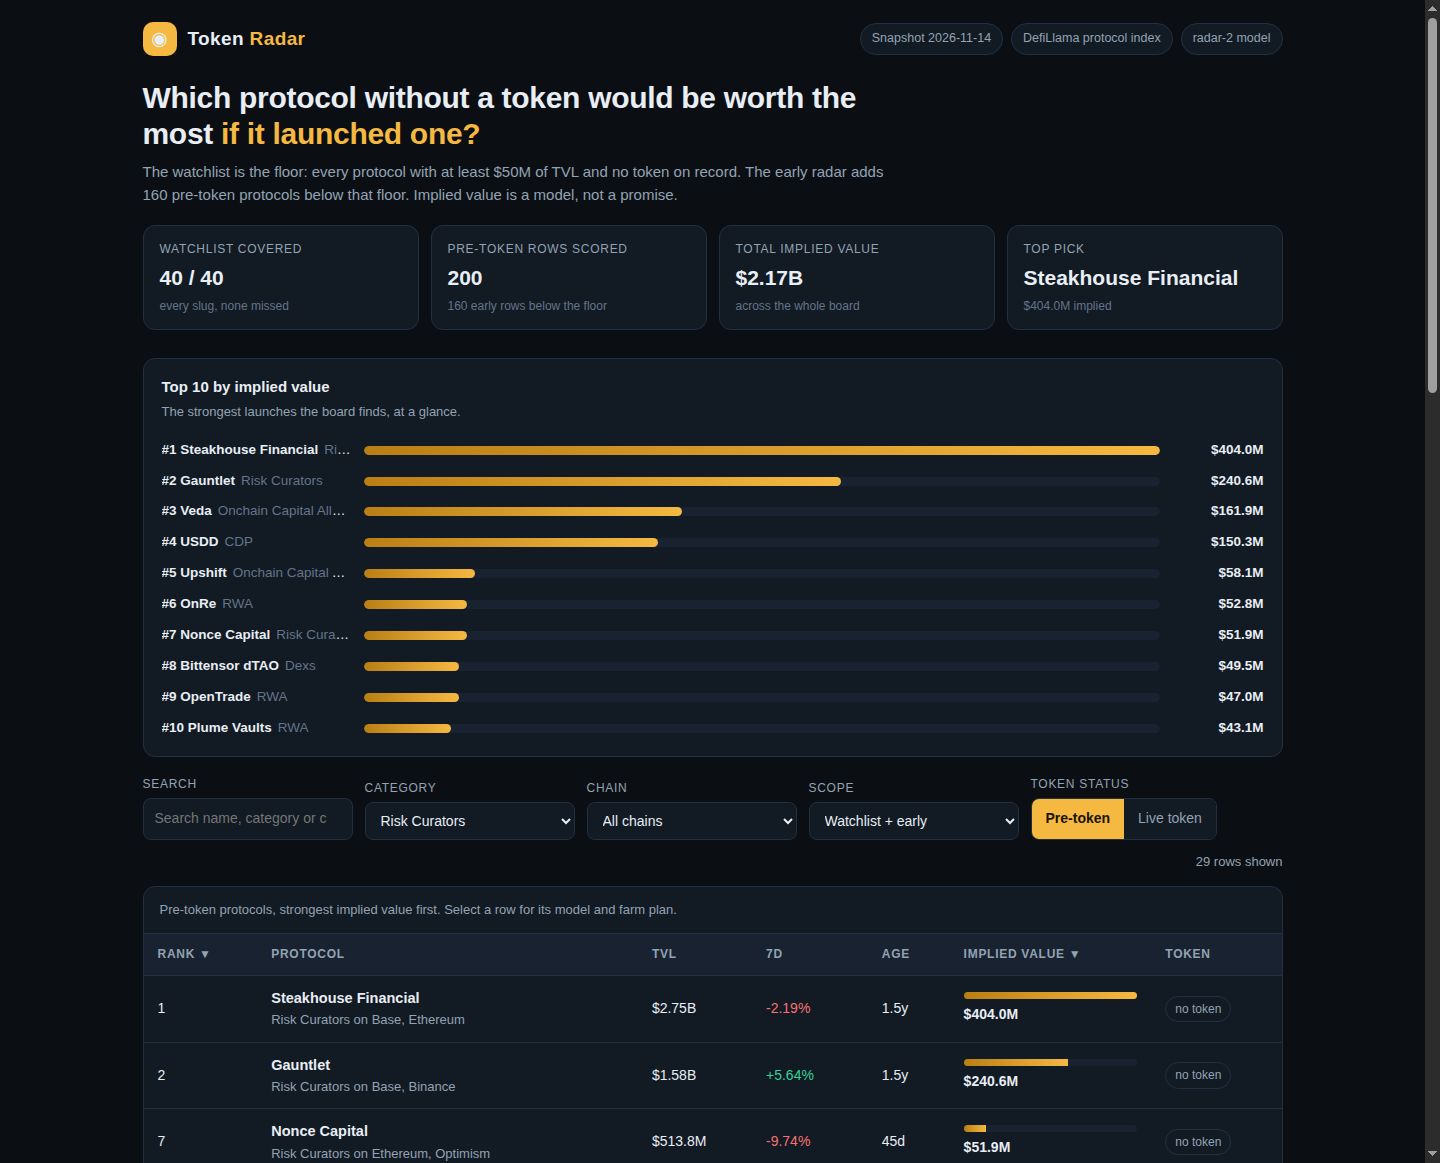 Token Radar
Snapshot 2026-11-14
DefiLlama protocol index
radar-2 model
Which protocol without a token would be worth the
most if it launched one?
The watchlist is the floor: every protocol with at least $50M of TVL and no token on record. The early radar adds
160 pre-token protocols below that floor. Implied value is a model, not a promise.
WATCHLIST COVERED
40 / 40
every slug, none missed
PRE-TOKEN ROWS SCORED
200
160 early rows below the floor
TOTAL IMPLIED VALUE
$2.17B
across the whole board
TOP PICK
Steakhouse Financial
$404.0M implied
Top 10 by implied value
The strongest launches the board finds, at a glance.
#1 Steakhouse Financial Ri… $404.0M
#2 Gauntlet Risk Curators $240.6M
#3 Veda Onchain Capital All… $161.9M
#4 USDD CDP $150.3M
#5 Upshift Onchain Capital … $58.1M
#6 OnRe RWA $52.8M
#7 Nonce Capital Risk Cura… $51.9M
#8 Bittensor dTAO Dexs $49.5M
#9 OpenTrade RWA $47.0M
#10 Plume Vaults RWA $43.1M
SEARCH
Search name, category or c
CATEGORY
Risk Curators
CHAIN
All chains
SCOPE
Watchlist + early
TOKEN STATUS
Pre-token Live token
29 rows shown
Pre-token protocols, strongest implied value first. Select a row for its model and farm plan.
RANK ▼ PROTOCOL TVL 7D AGE IMPLIED VALUE ▼ TOKEN
1 Steakhouse Financial $2.75B -2.19% 1.5y $404.0M no token
Risk Curators on Base, Ethereum
2 Gauntlet $1.58B +5.64% 1.5y $240.6M no token
Risk Curators on Base, Binance
7 Nonce Capital $513.8M -9.74% 45d $51.9M no token
Risk Curators on Ethereum, Optimism